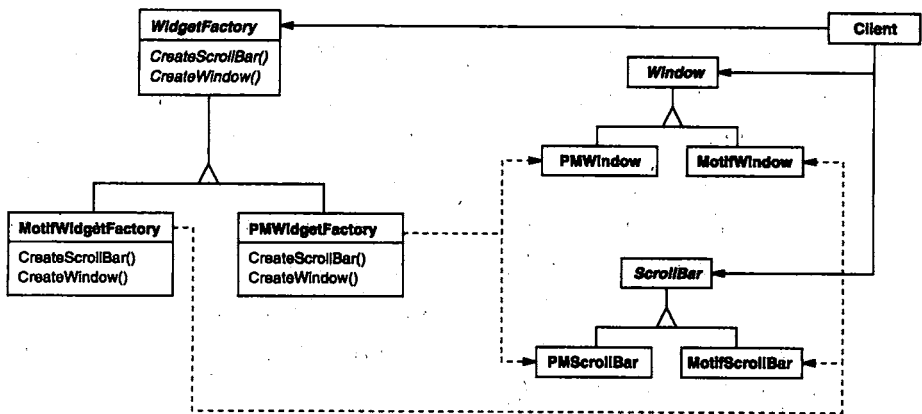 WidgetFactory
CreateScrollBar()
CreateWindow()
Client
Window
PMWindow
MotifWindow
MotifWidgetFactory
CreateScrollBar()
CreateWindow()
PMWidgetFactory
CreateScrollBar()
CreateWindow()
ScrollBar
PMScrollBar
MotifScrollBar